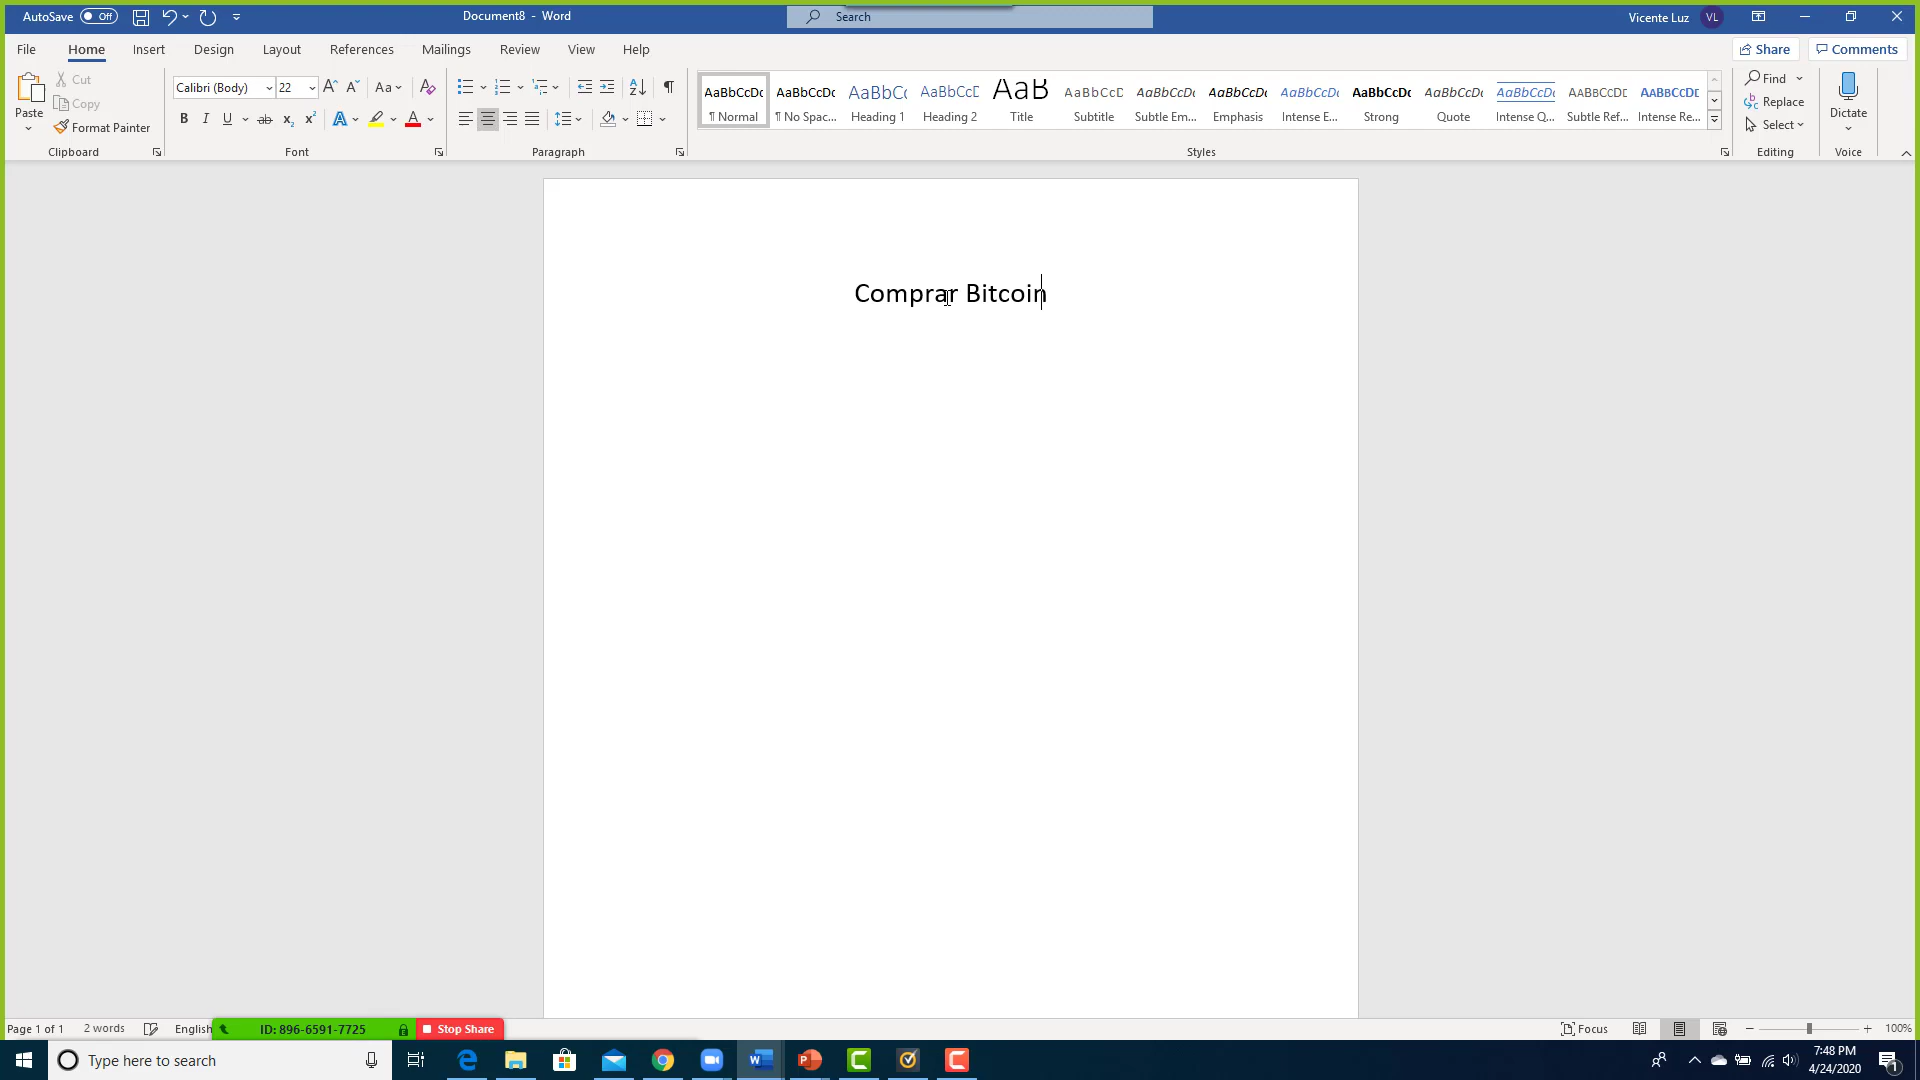 AutoSave Off Document8 - Word Search Vicente Luz VL
File Home Insert Design Layout References Mailings Review View Help Share Comments
Paste Cut Copy Format Painter Clipboard
Calibri (Body) 22 Font
Paragraph
AaBbCcDc ¶ Normal
AaBbCcDc ¶ No Spac...
AaBbCc Heading 1
AaBbCcD Heading 2
AaB Title
AaBbCcD Subtitle
AaBbCcDc Subtle Em...
AaBbCcDc Emphasis
AaBbCcDc Intense E...
AaBbCcDc Strong
AaBbCcDc Quote
AaBbCcDc Intense Q...
AaBbCcDd Subtle Ref...
AaBbCcDd Intense Re...
Styles
Find
Replace
Select
Editing
Dictate
Voice
Comprar Bitcoin
Page 1 of 1 2 words English ID: 896-6591-7725 Stop Share Focus 100%
Type here to search 7:48 PM
4/24/2020
1